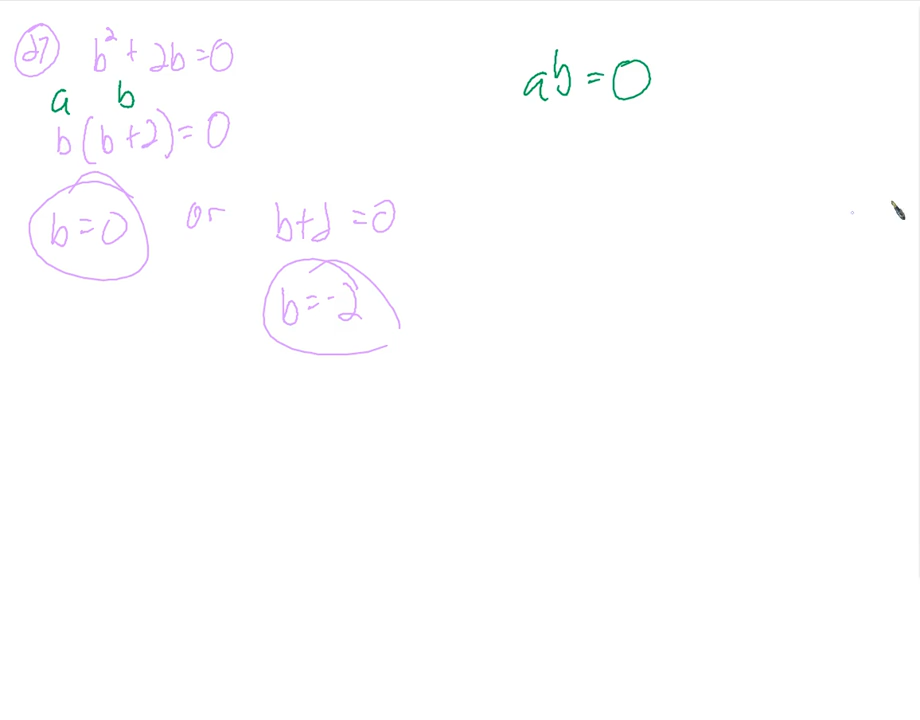 27 b² + 2b = 0
ab = 0
a b
b(b+2) = 0
b = 0 or b+2 = 0
b = -2